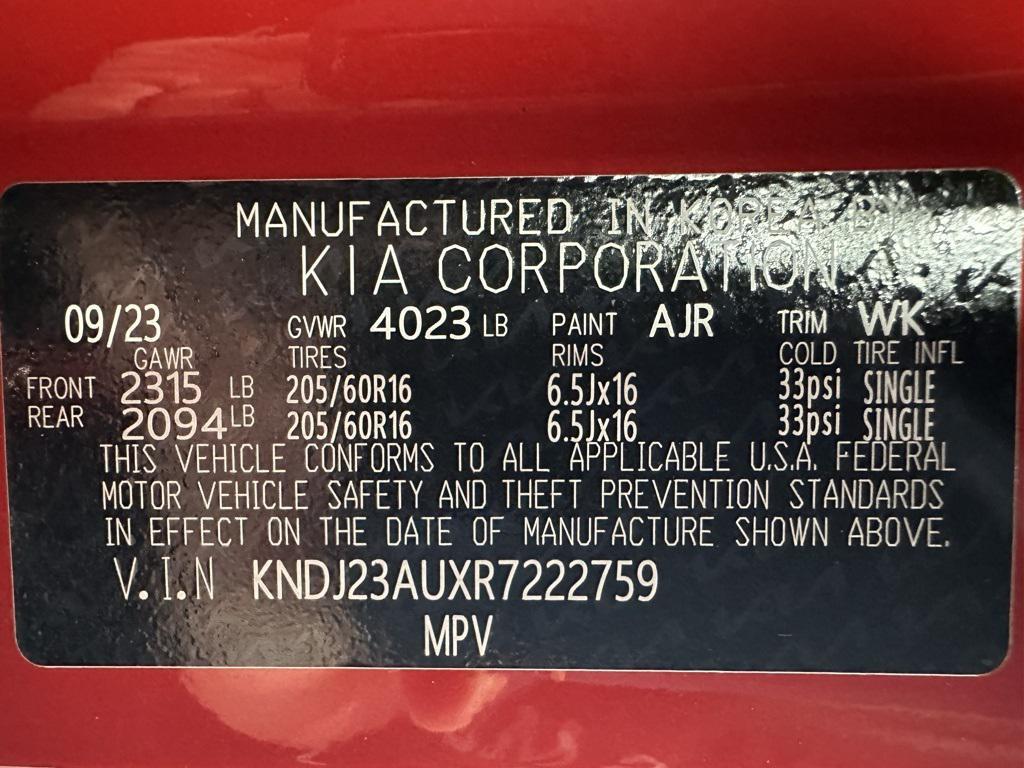 MANUFACTURED IN KOREA BY
KIA CORPORATION
09/23 GVWR 4023 LB PAINT AJR TRIM WK
GAWR TIRES RIMS COLD TIRE INFL
FRONT 2315 LB 205/60R16 6.5Jx16 33psi SINGLE
REAR 2094 LB 205/60R16 6.5Jx16 33psi SINGLE
THIS VEHICLE CONFORMS TO ALL APPLICABLE U.S.A. FEDERAL
MOTOR VEHICLE SAFETY AND THEFT PREVENTION STANDARDS
IN EFFECT ON THE DATE OF MANUFACTURE SHOWN ABOVE.
V.I.N KNDJ23AUXR7222759
MPV